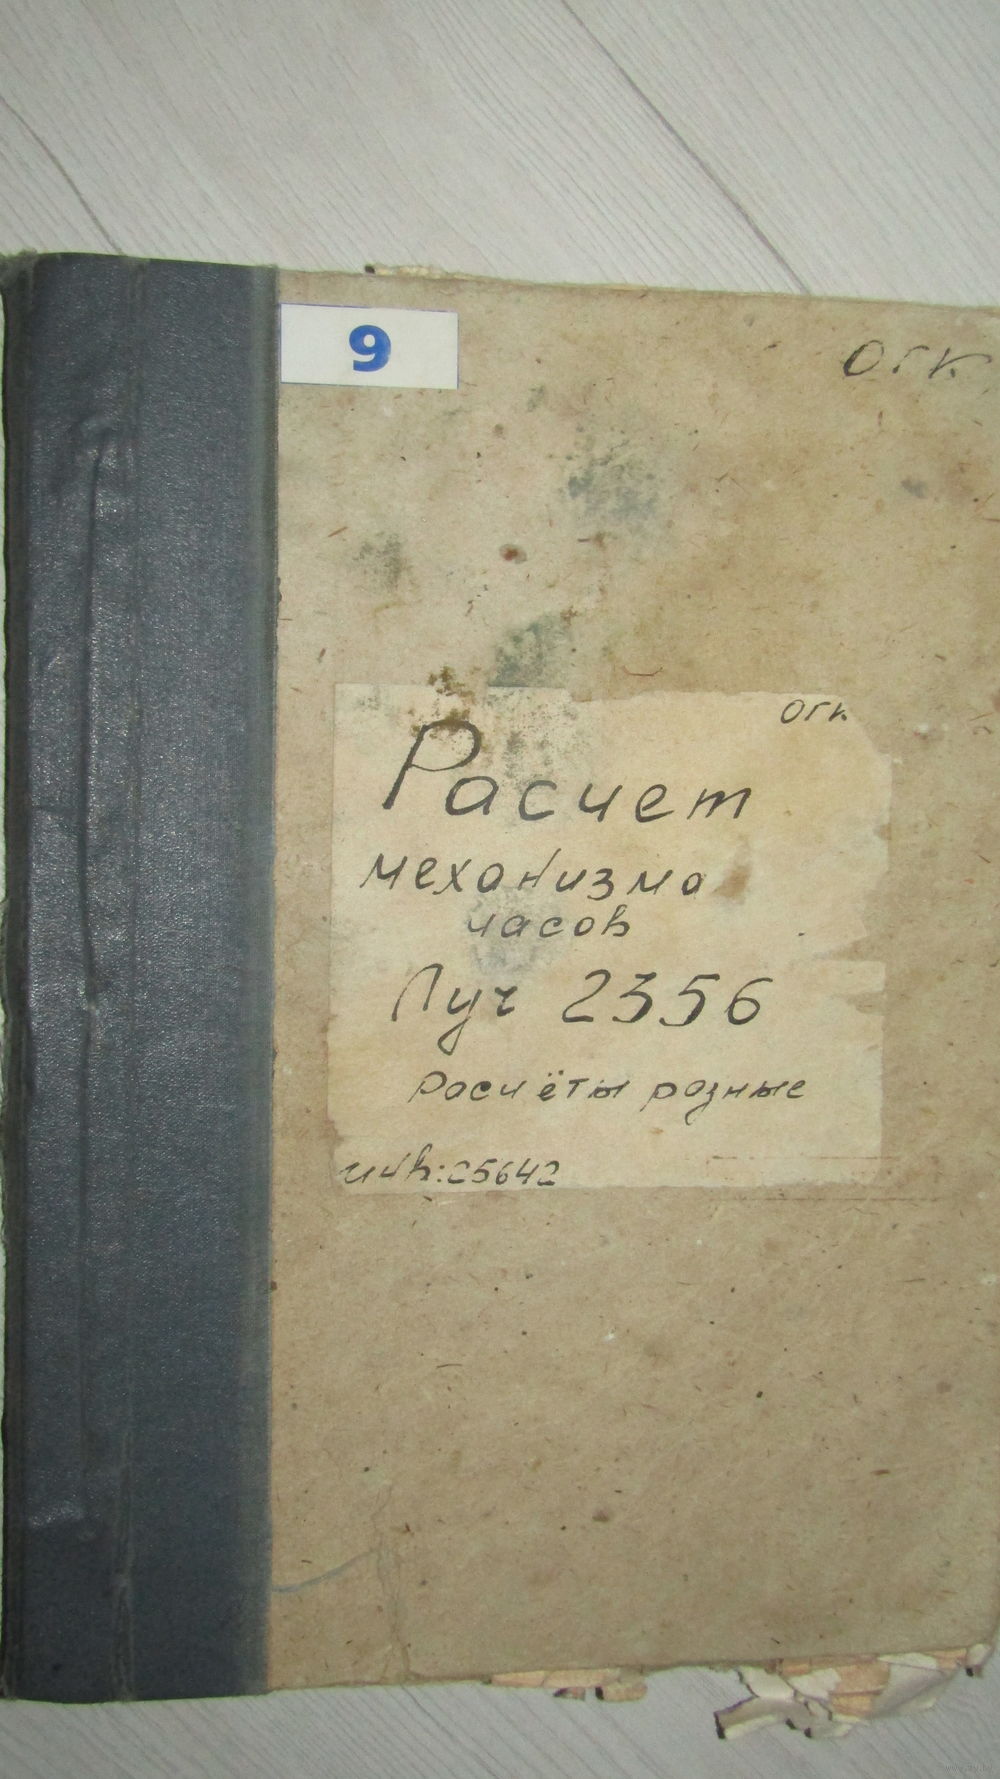 9
ОГК
ОГК
Расчет
механизма
часов
Луч 2356
Расчёты разные
инв:25642